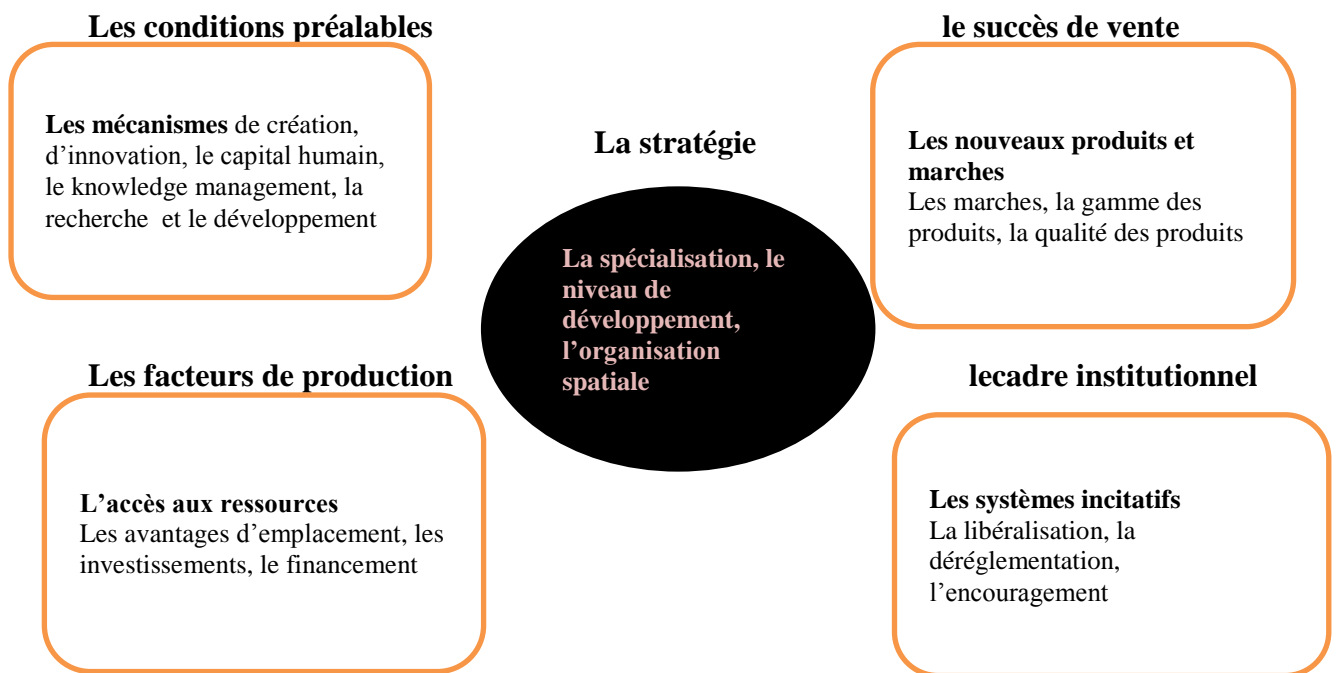 Les conditions préalables
Les mécanismes de création,
d’innovation, le capital humain,
le knowledge management, la
recherche et le développement
le succès de vente
Les nouveaux produits et
marches
Les marches, la gamme des
produits, la qualité des produits
La stratégie
La spécialisation, le
niveau de
développement,
l’organisation
spatiale
Les facteurs de production
L’accès aux ressources
Les avantages d’emplacement, les
investissements, le financement
lecadre institutionnel
Les systèmes incitatifs
La libéralisation, la
déréglementation,
l’encouragement